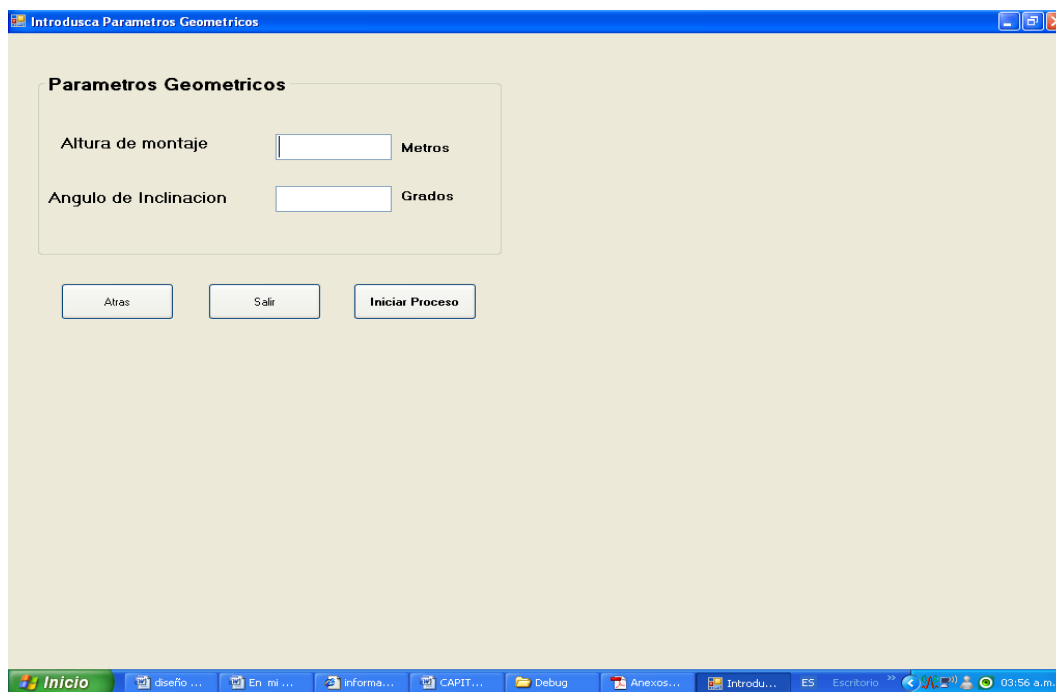 Introdusca Parametros Geometricos
Parametros Geometricos
Altura de montaje Metros
Angulo de Inclinacion Grados
Atras Salir Iniciar Proceso
Inicio diseño ... En mi ... informa... CAPIT... Debug Anexos... Introdu... ES Escritorio 03:56 a.m.